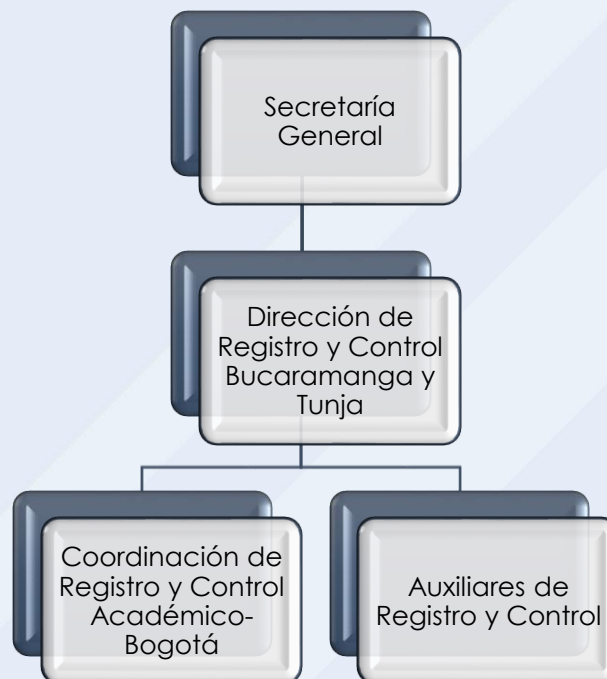 Secretaría
General
Dirección de
Registro y Control
Bucaramanga y
Tunja
Coordinación de
Registro y Control
Académico-
Bogotá
Auxiliares de
Registro y Control